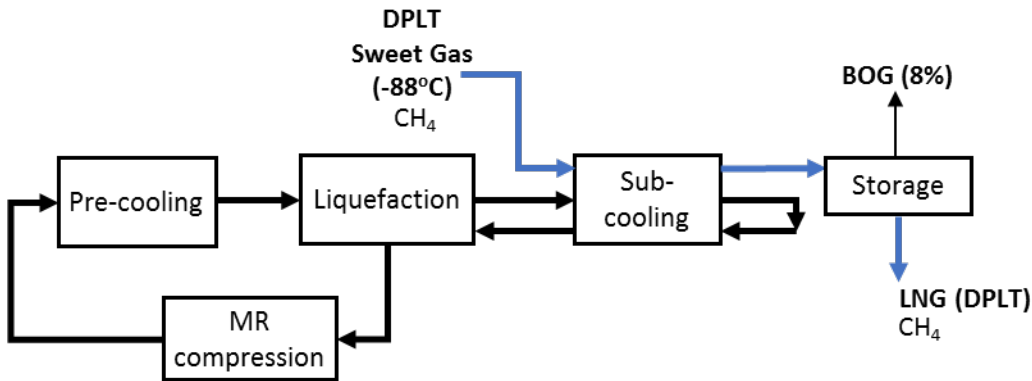 DPLT
Sweet Gas
(-88°C)
CH₄
BOG (8%)
Pre-cooling
Liquefaction
Sub-
cooling
Storage
MR
compression
LNG (DPLT)
CH₄